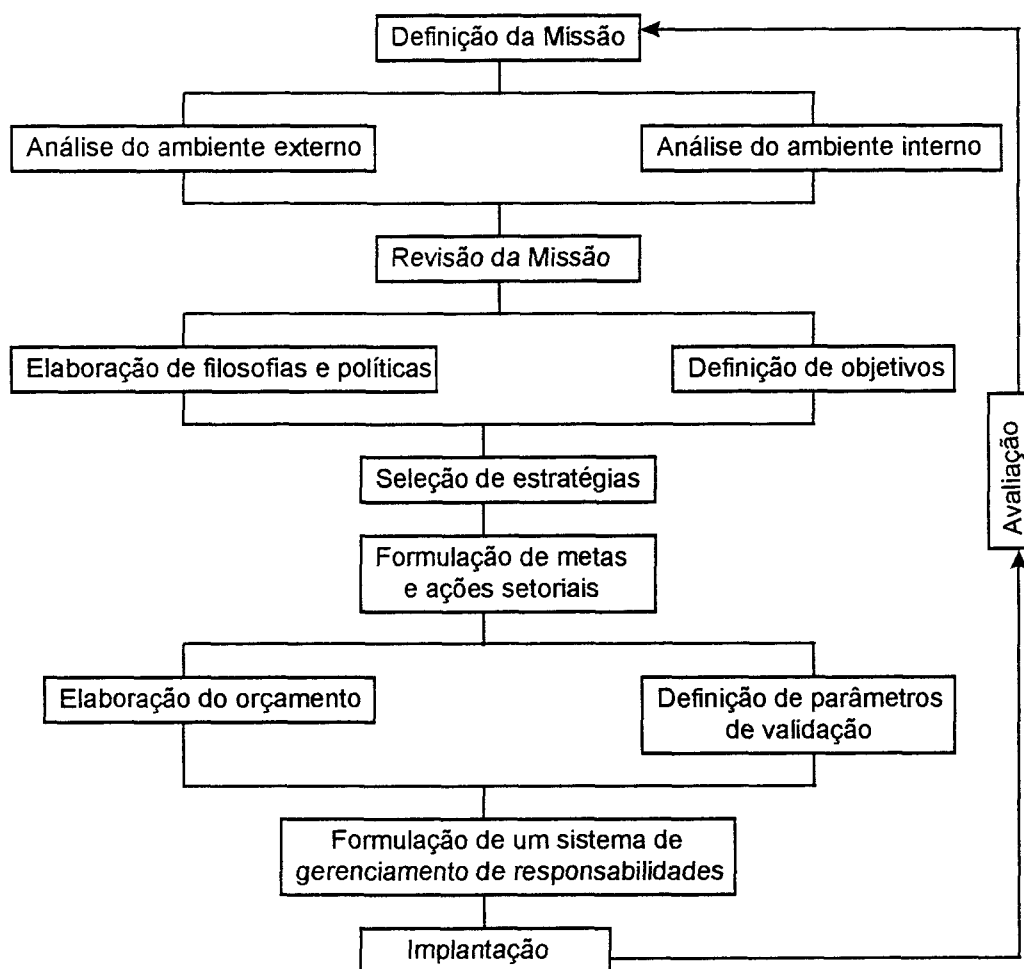 Definição da Missão
Análise do ambiente externo
Análise do ambiente interno
Revisão da Missão
Elaboração de filosofias e políticas
Definição de objetivos
Seleção de estratégias
Avaliação
Formulação de metas
e ações setoriais
Elaboração do orçamento
Definição de parâmetros
de validação
Formulação de um sistema de
gerenciamento de responsabilidades
Implantação